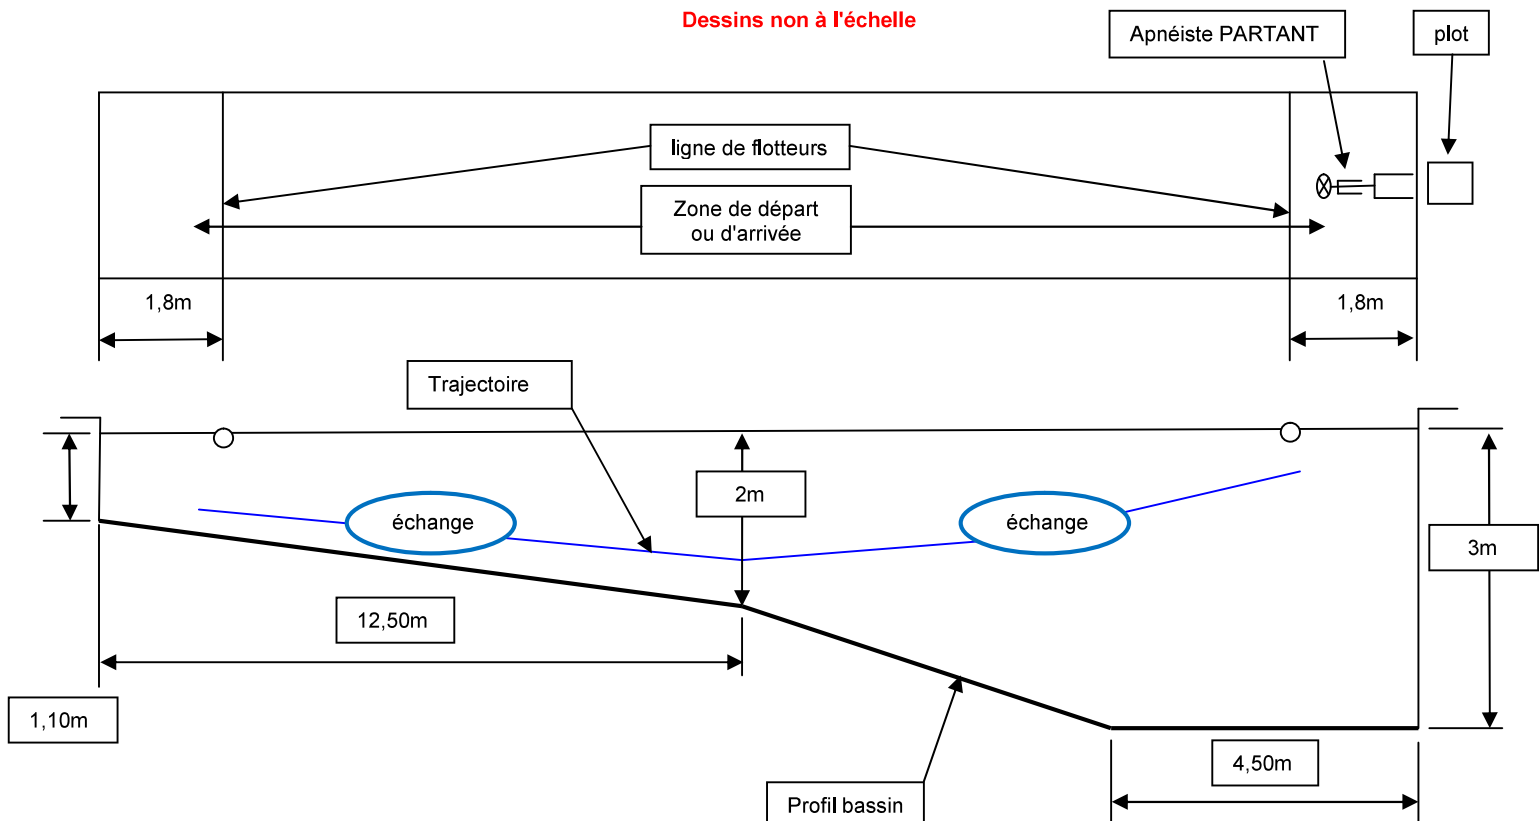 Dessins non à l'échelle
Apnéiste PARTANT
plot
ligne de flotteurs
Zone de départ
ou d'arrivée
1,8m
1,8m
Trajectoire
2m
échange
échange
3m
12,50m
1,10m
4,50m
Profil bassin